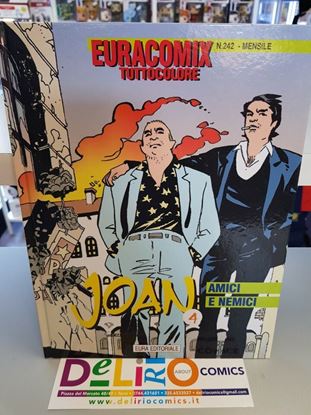 EURACOMIX
N.242 - MENSILE
TUTTOCOLORE
JOAN
4
AMICI
E NEMICI
EURA EDITORIALE
DELIRIO
ABOUT
COMICS
www.deliriocomics.it